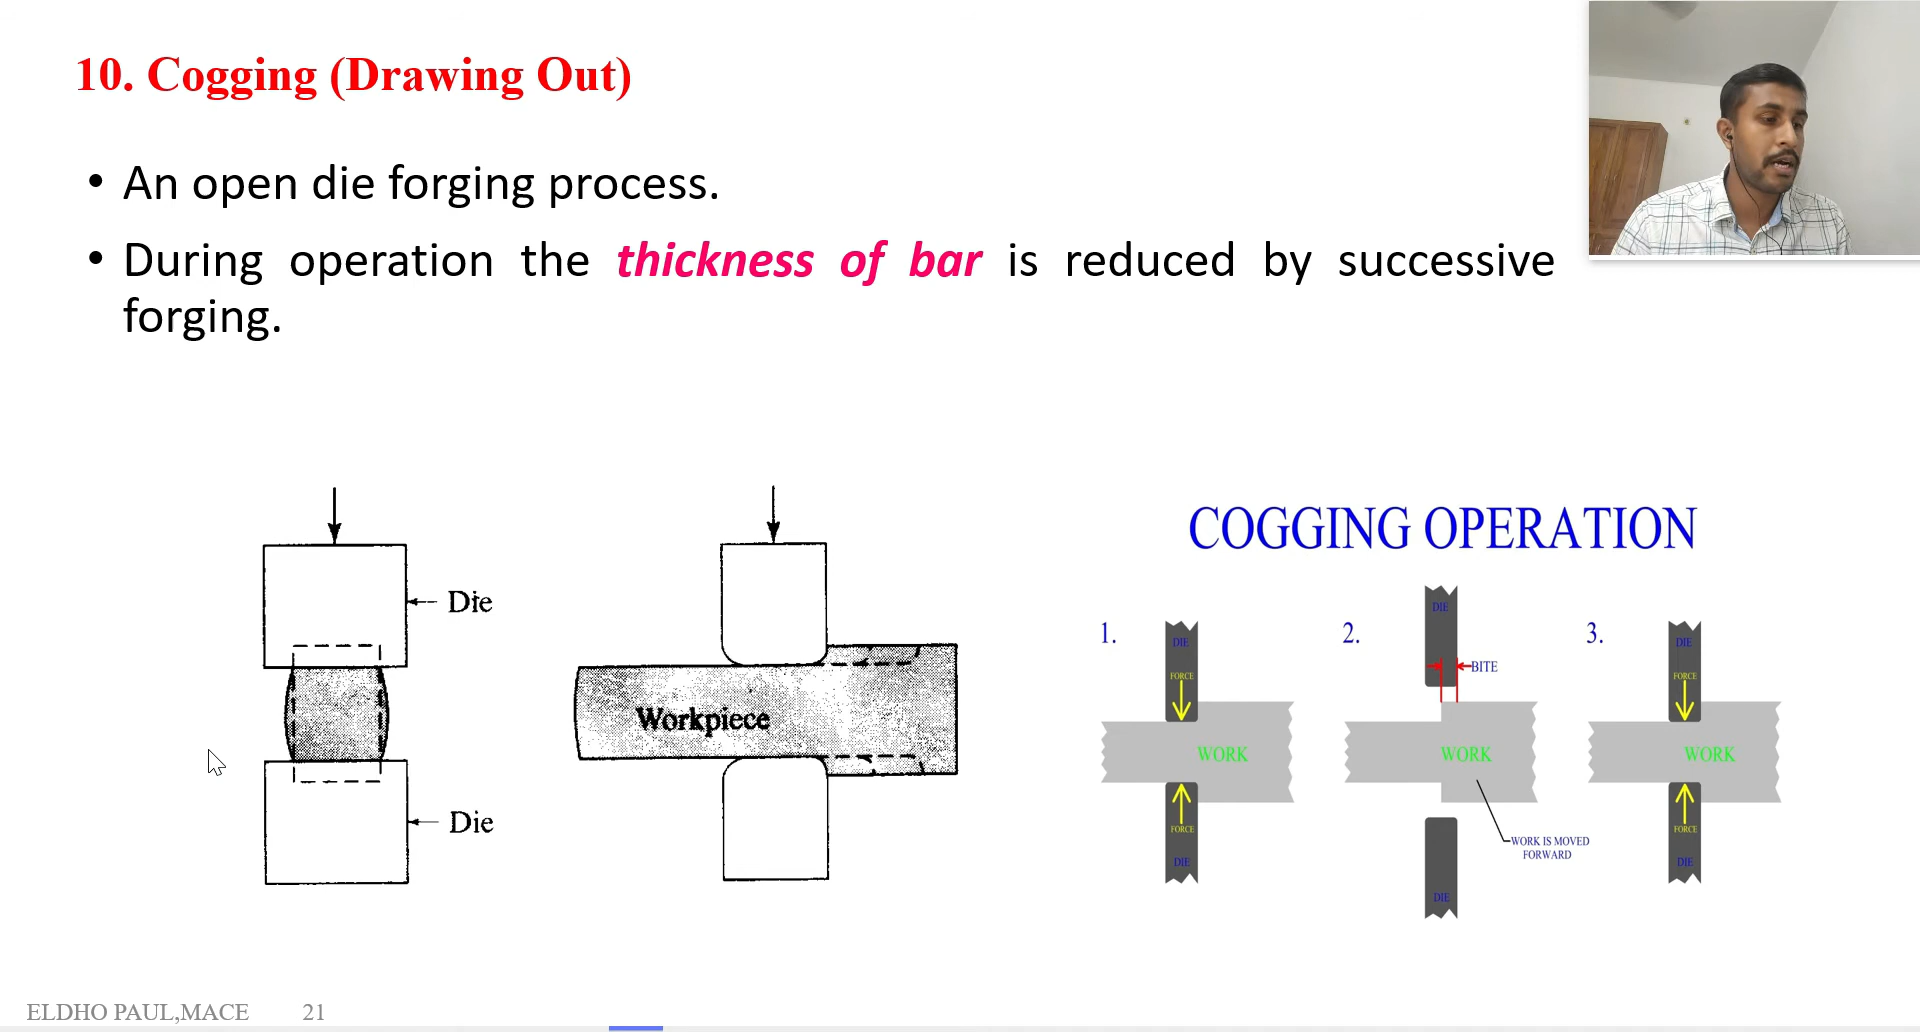 10. Cogging (Drawing Out)
• An open die forging process.
• During operation the thickness of bar is reduced by successive
forging.
Die
Workpiece
Die
COGGING OPERATION
1.
DIE
FORCE
WORK
FORCE
DIE
2.
DIE
BITE
WORK
WORK IS MOVED
FORWARD
DIE
3.
DIE
FORCE
WORK
FORCE
DIE
ELDHO PAUL,MACE 21